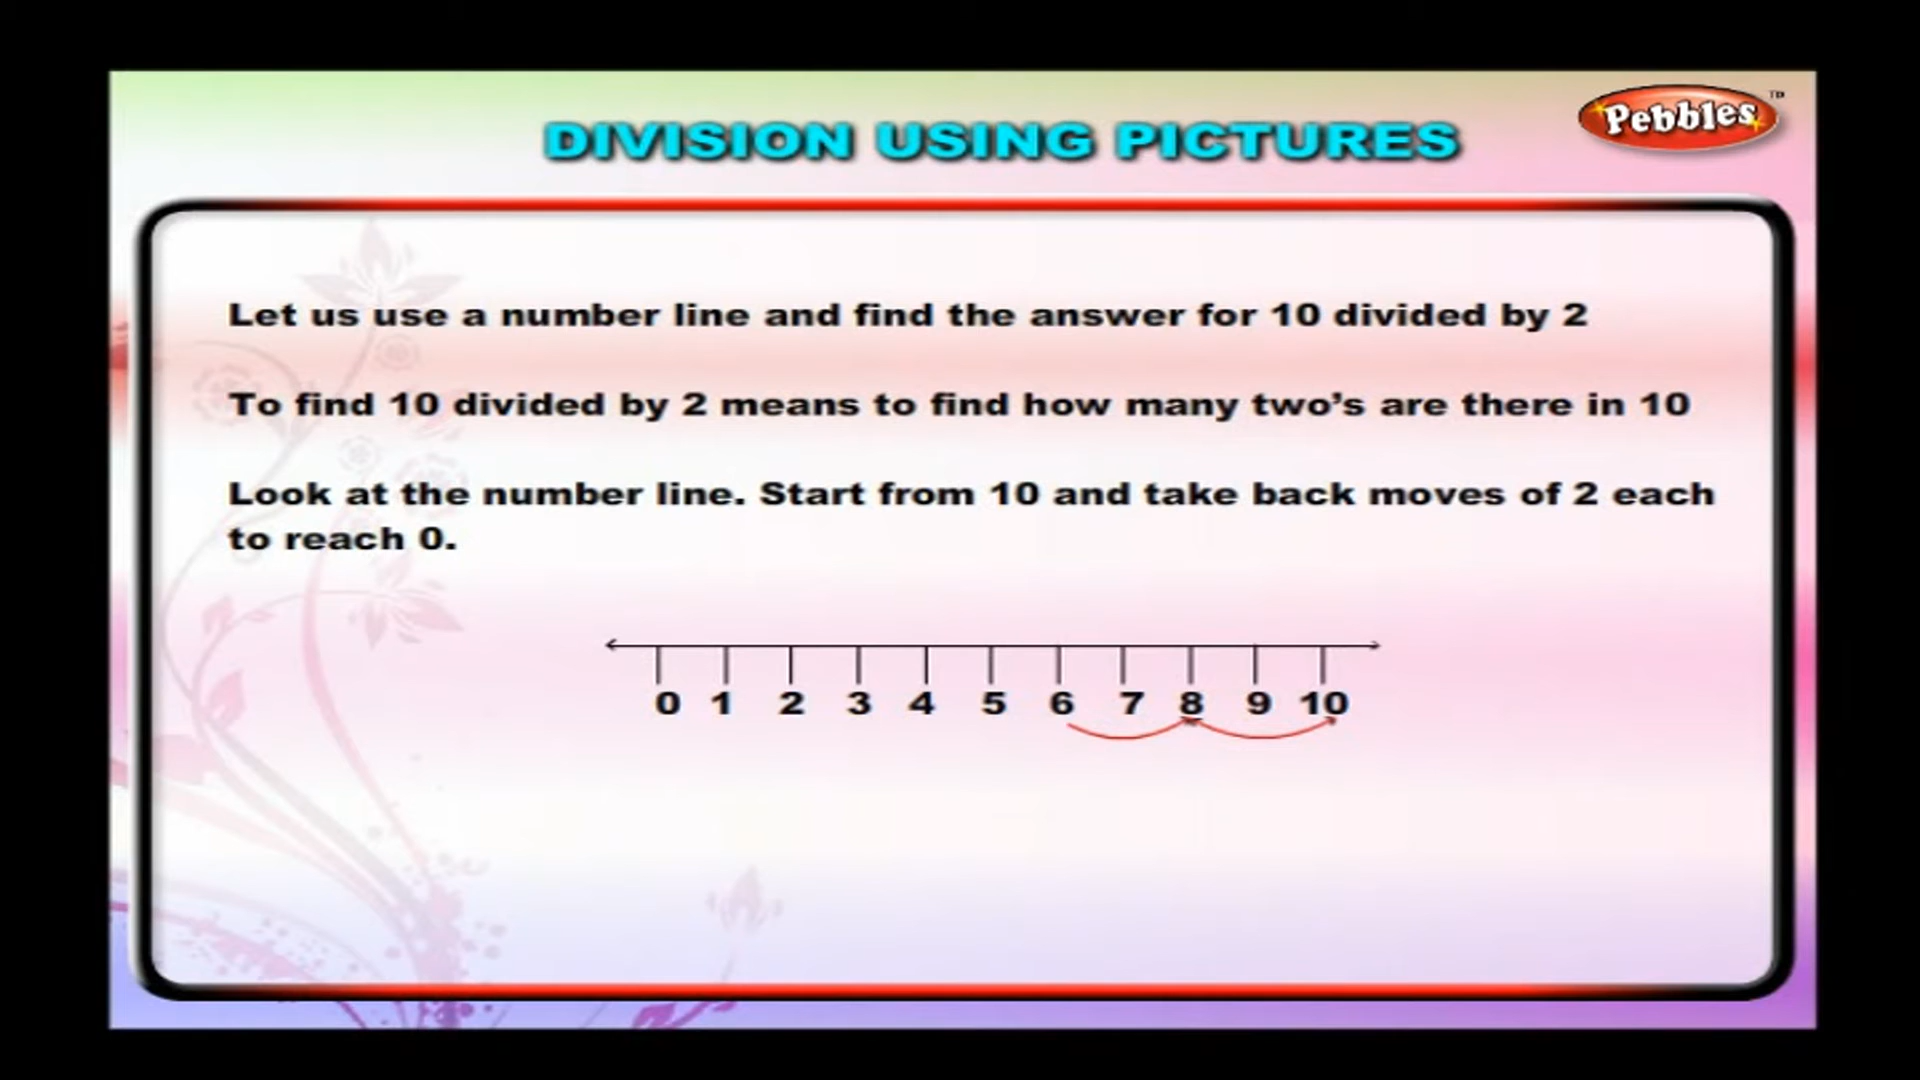 Pebbles™
DIVISION USING PICTURES
Let us use a number line and find the answer for 10 divided by 2
To find 10 divided by 2 means to find how many two's are there in 10
Look at the number line. Start from 10 and take back moves of 2 each
to reach 0.
0 1 2 3 4 5 6 7 8 9 10